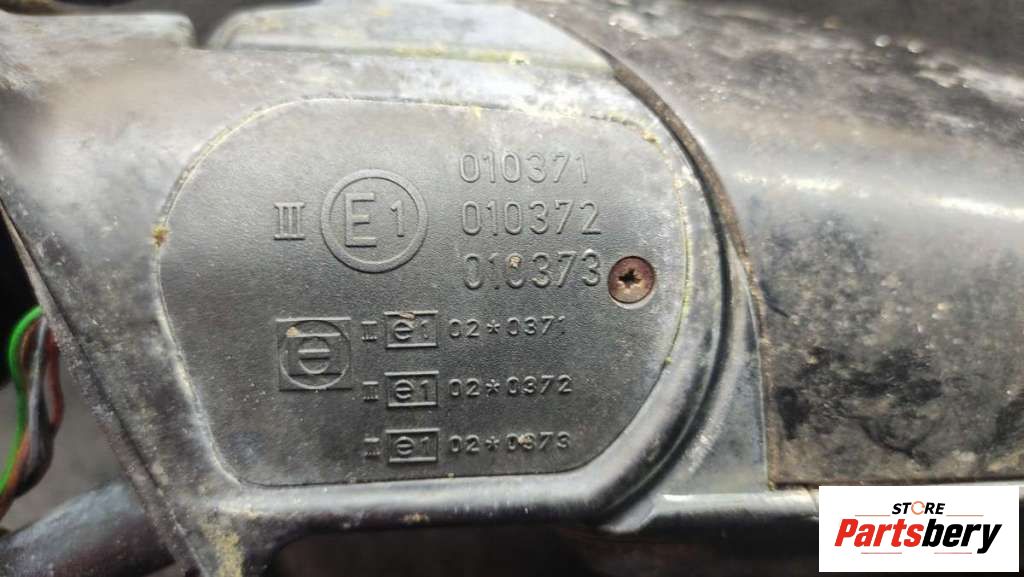 010371
III E1 010372
010373
II e1 02*0371
II e1 02*0372
II e1 02*0373
STORE
Partsbery